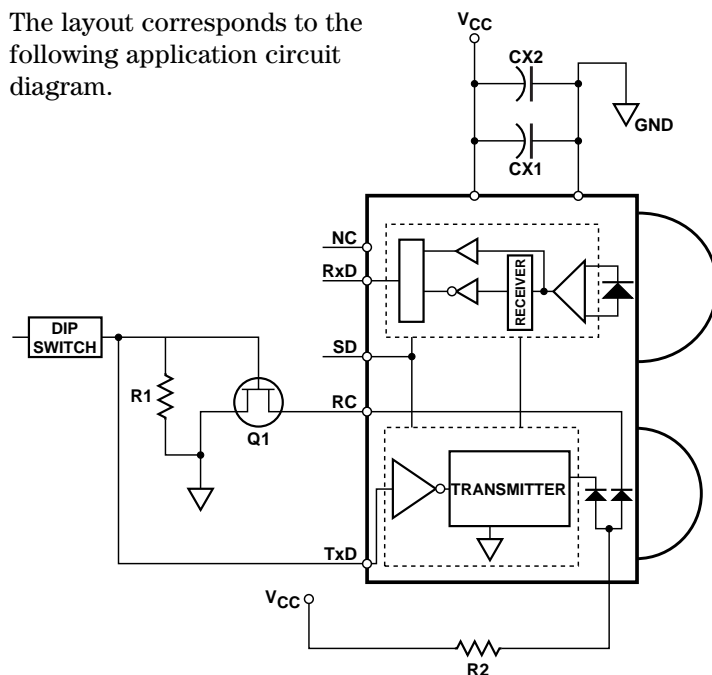 The layout corresponds to the
following application circuit
diagram.
VCC
CX2
GND
CX1
NC
RxD
RECEIVER
DIP
SWITCH
SD
R1
RC
Q1
TRANSMITTER
TxD
VCC
R2